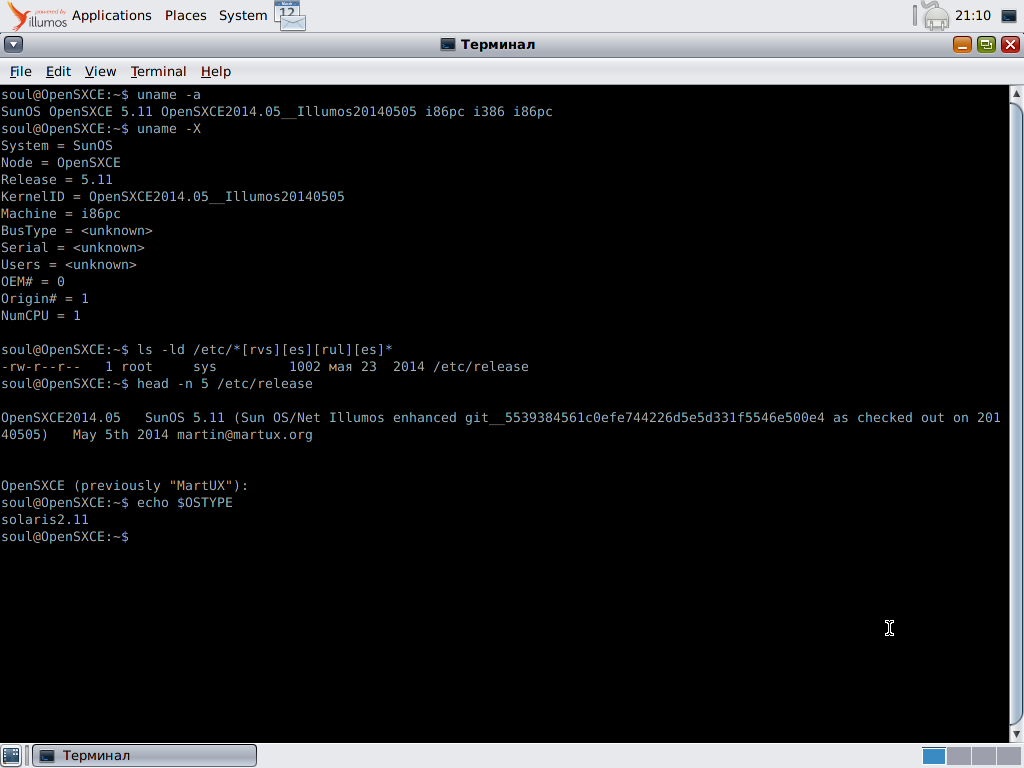 powered by
illumos Applications Places System March 12 21:10
Терминал
File Edit View Terminal Help
soul@OpenSXCE:~$ uname -a
SunOS OpenSXCE 5.11 OpenSXCE2014.05__Illumos20140505 i86pc i386 i86pc
soul@OpenSXCE:~$ uname -X
System = SunOS
Node = OpenSXCE
Release = 5.11
KernelID = OpenSXCE2014.05__Illumos20140505
Machine = i86pc
BusType = <unknown>
Serial = <unknown>
Users = <unknown>
OEM# = 0
Origin# = 1
NumCPU = 1
soul@OpenSXCE:~$ ls -ld /etc/*[rvs][es][rul][es]*
-rw-r--r--   1 root     sys         1002 мая 23  2014 /etc/release
soul@OpenSXCE:~$ head -n 5 /etc/release
OpenSXCE2014.05   SunOS 5.11 (Sun OS/Net Illumos enhanced git__5539384561c0efe744226d5e5d331f5546e500e4 as checked out on 201
40505)   May 5th 2014 martin@martux.org
OpenSXCE (previously "MartUX"):
soul@OpenSXCE:~$ echo $OSTYPE
solaris2.11
soul@OpenSXCE:~$
Терминал